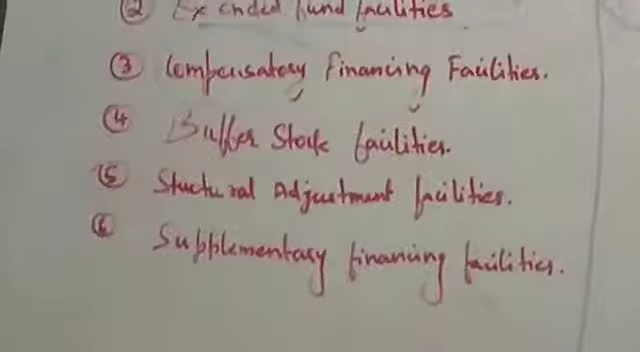 ② Extended fund facilities
③ Compensatory Financing Facilities.
④ Buffer Stock facilities.
⑤ Stuctural Adjustment facilities.
⑥ Supplementary financing facilities.